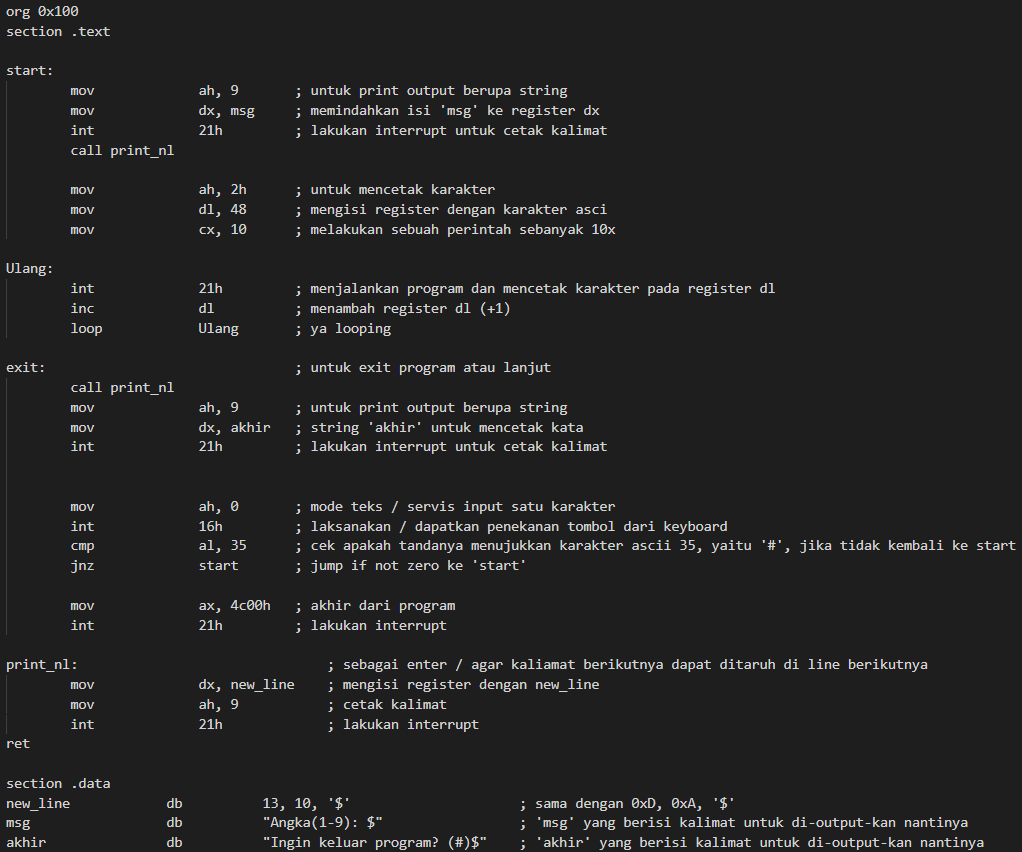 org 0x100
section .text
start:
mov ah, 9 ; untuk print output berupa string
mov dx, msg ; memindahkan isi 'msg' ke register dx
int 21h ; lakukan interrupt untuk cetak kalimat
call print_nl
mov ah, 2h ; untuk mencetak karakter
mov dl, 48 ; mengisi register dengan karakter asci
mov cx, 10 ; melakukan sebuah perintah sebanyak 10x
Ulang:
int 21h ; menjalankan program dan mencetak karakter pada register dl
inc dl ; menambah register dl (+1)
loop Ulang ; ya looping
exit: ; untuk exit program atau lanjut
call print_nl
mov ah, 9 ; untuk print output berupa string
mov dx, akhir ; string 'akhir' untuk mencetak kata
int 21h ; lakukan interrupt untuk cetak kalimat
mov ah, 0 ; mode teks / servis input satu karakter
int 16h ; laksanakan / dapatkan penekanan tombol dari keyboard
cmp al, 35 ; cek apakah tandanya menujukkan karakter ascii 35, yaitu '#', jika tidak kembali ke start
jnz start ; jump if not zero ke 'start'
mov ax, 4c00h ; akhir dari program
int 21h ; lakukan interrupt
print_nl: ; sebagai enter / agar kaliamat berikutnya dapat ditaruh di line berikutnya
mov dx, new_line ; mengisi register dengan new_line
mov ah, 9 ; cetak kalimat
int 21h ; lakukan interrupt
ret
section .data
new_line db 13, 10, '$' ; sama dengan 0xD, 0xA, '$'
msg db "Angka(1-9): $" ; 'msg' yang berisi kalimat untuk di-output-kan nantinya
akhir db "Ingin keluar program? (#)$" ; 'akhir' yang berisi kalimat untuk di-output-kan nantinya